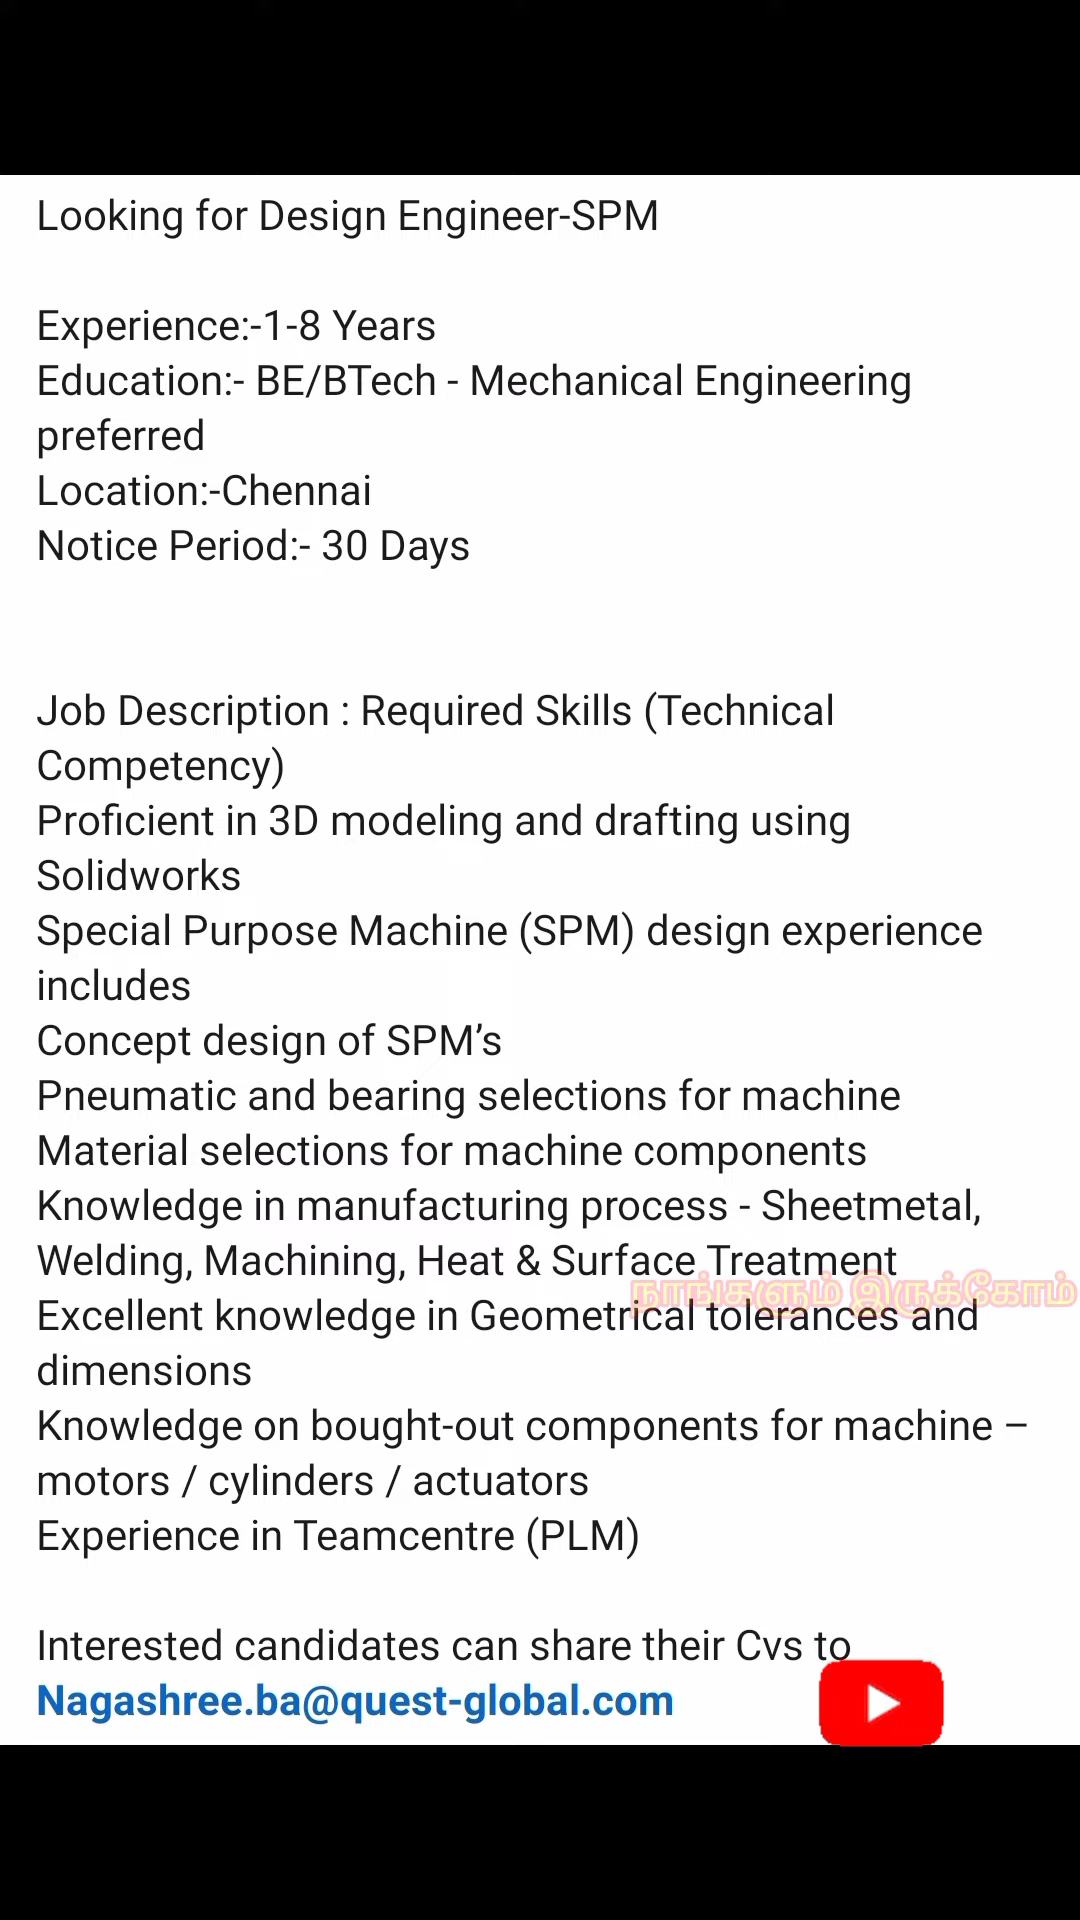 Looking for Design Engineer-SPM
Experience:-1-8 Years
Education:- BE/BTech - Mechanical Engineering
preferred
Location:-Chennai
Notice Period:- 30 Days
Job Description : Required Skills (Technical
Competency)
Proficient in 3D modeling and drafting using
Solidworks
Special Purpose Machine (SPM) design experience
includes
Concept design of SPM’s
Pneumatic and bearing selections for machine
Material selections for machine components
Knowledge in manufacturing process - Sheetmetal,
Welding, Machining, Heat & Surface Treatment
நாங்களும் இருக்கோம்
Excellent knowledge in Geometrical tolerances and
dimensions
Knowledge on bought-out components for machine –
motors / cylinders / actuators
Experience in Teamcentre (PLM)
Interested candidates can share their Cvs to
Nagashree.ba@quest-global.com